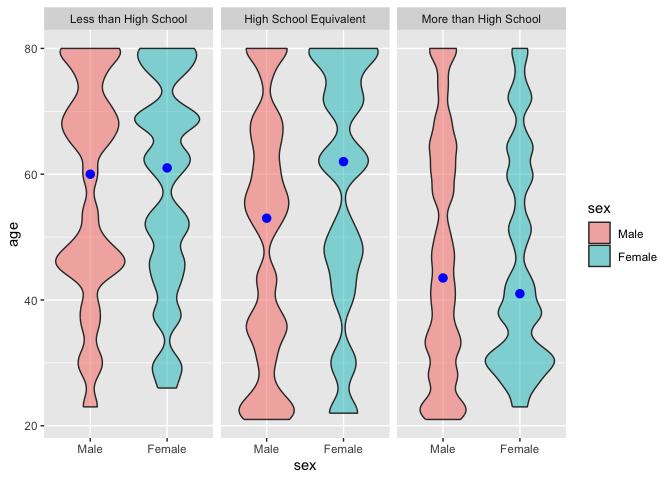 Less than High School
High School Equivalent
More than High School
80
60
40
20
age
Male
Female
Male
Female
Male
Female
sex
sex
Male
Female